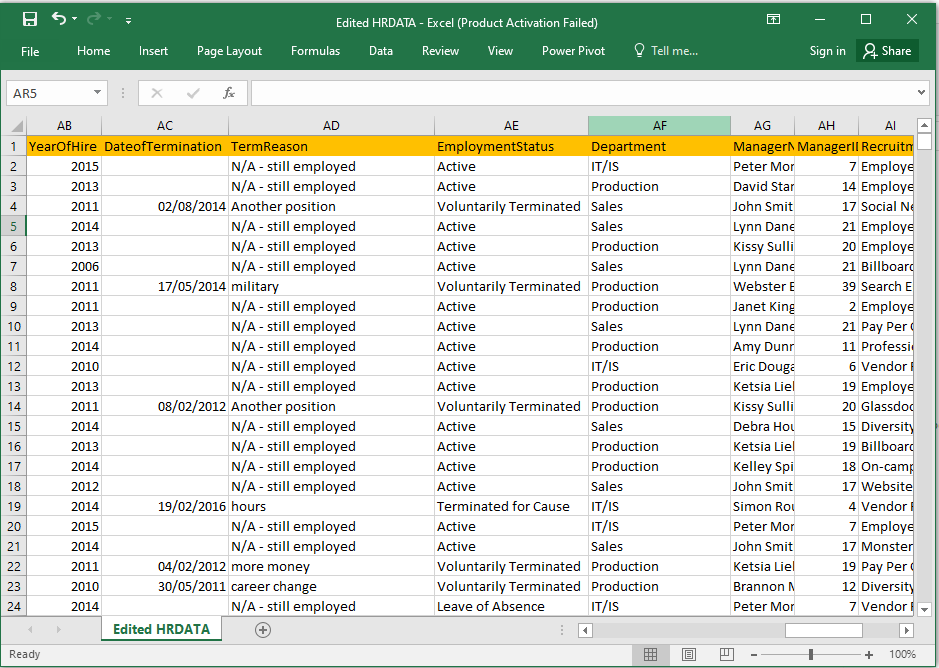 Edited HRDATA - Excel (Product Activation Failed)
File Home Insert Page Layout Formulas Data Review View Power Pivot Tell me... Sign in Share
AR5 fx
AB AC AD AE AF AG AH AI
1 YearOfHire DateofTermination TermReason EmploymentStatus Department ManagerN ManagerII Recruitm
2 2015 N/A - still employed Active IT/IS Peter Mor 7 Employe
3 2013 N/A - still employed Active Production David Star 14 Employe
4 2011 02/08/2014 Another position Voluntarily Terminated Sales John Smit 17 Social Ne
5 2014 N/A - still employed Active Sales Lynn Dane 21 Employe
6 2013 N/A - still employed Active Production Kissy Sulli 20 Employe
7 2006 N/A - still employed Active Sales Lynn Dane 21 Billboard
8 2011 17/05/2014 military Voluntarily Terminated Production Webster B 39 Search E
9 2011 N/A - still employed Active Production Janet King 2 Employe
10 2013 N/A - still employed Active Sales Lynn Dane 21 Pay Per C
11 2014 N/A - still employed Active Production Amy Dunn 11 Professi
12 2010 N/A - still employed Active IT/IS Eric Douga 6 Vendor R
13 2013 N/A - still employed Active Production Ketsia Lieb 19 Employe
14 2011 08/02/2012 Another position Voluntarily Terminated Production Kissy Sulli 20 Glassdoo
15 2014 N/A - still employed Active Sales Debra Hou 15 Diversity
16 2013 N/A - still employed Active Production Ketsia Lieb 19 Billboard
17 2014 N/A - still employed Active Production Kelley Spi 18 On-camp
18 2012 N/A - still employed Active Sales John Smit 17 Website
19 2014 19/02/2016 hours Terminated for Cause IT/IS Simon Rou 4 Vendor R
20 2015 N/A - still employed Active IT/IS Peter Mor 7 Employe
21 2014 N/A - still employed Active Sales John Smit 17 Monster
22 2011 04/02/2012 more money Voluntarily Terminated Production Ketsia Lieb 19 Pay Per C
23 2010 30/05/2011 career change Voluntarily Terminated Production Brannon M 12 Diversity
24 2014 N/A - still employed Leave of Absence IT/IS Peter Mor 7 Vendor R
Edited HRDATA
Ready 100%